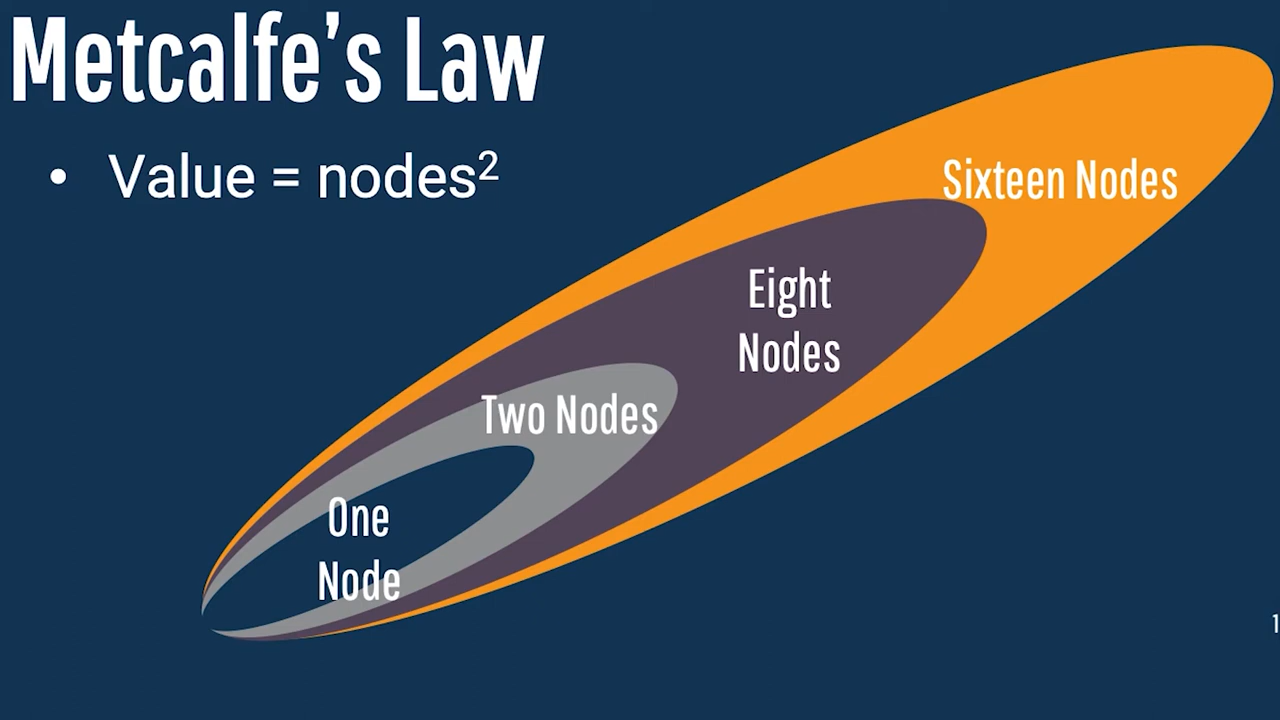 Metcalfe’s Law
• Value = nodes²
Sixteen Nodes
Eight
Nodes
Two Nodes
One
Node
1